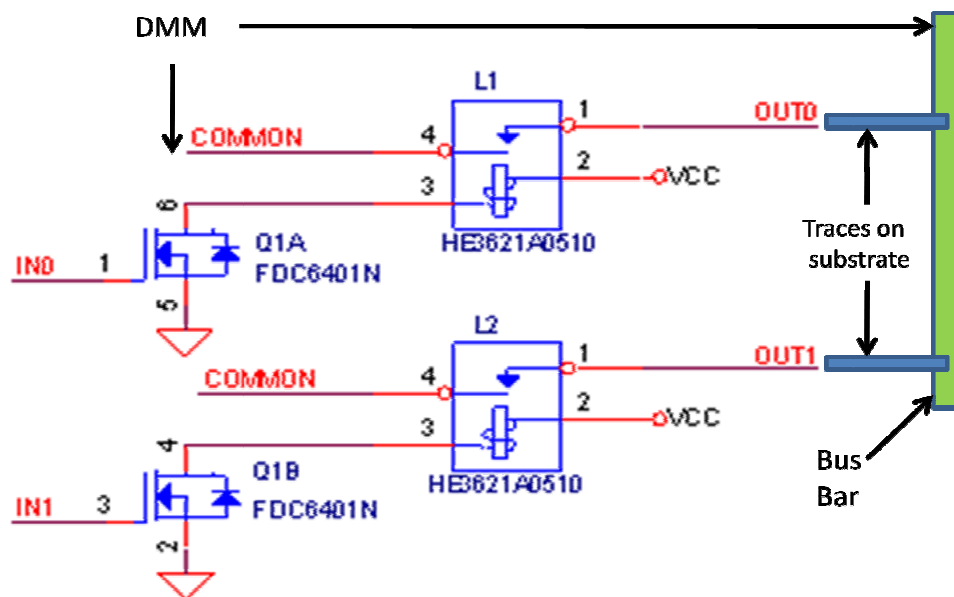 DMM
L1
COMMON
4
1
OUT0
2
VCC
3
HE3621A0510
6
Q1A
FDC6401N
IN0
1
5
Traces on
substrate
L2
COMMON
4
1
OUT1
2
VCC
3
HE3621A0510
4
Q1B
FDC6401N
IN1
3
2
Bus
Bar